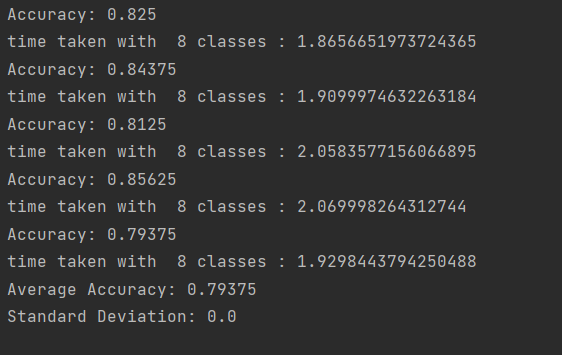 Accuracy: 0.825
time taken with  8 classes : 1.8656651973724365
Accuracy: 0.84375
time taken with  8 classes : 1.9099974632263184
Accuracy: 0.8125
time taken with  8 classes : 2.0583577156066895
Accuracy: 0.85625
time taken with  8 classes : 2.069998264312744
Accuracy: 0.79375
time taken with  8 classes : 1.9298443794250488
Average Accuracy: 0.79375
Standard Deviation: 0.0